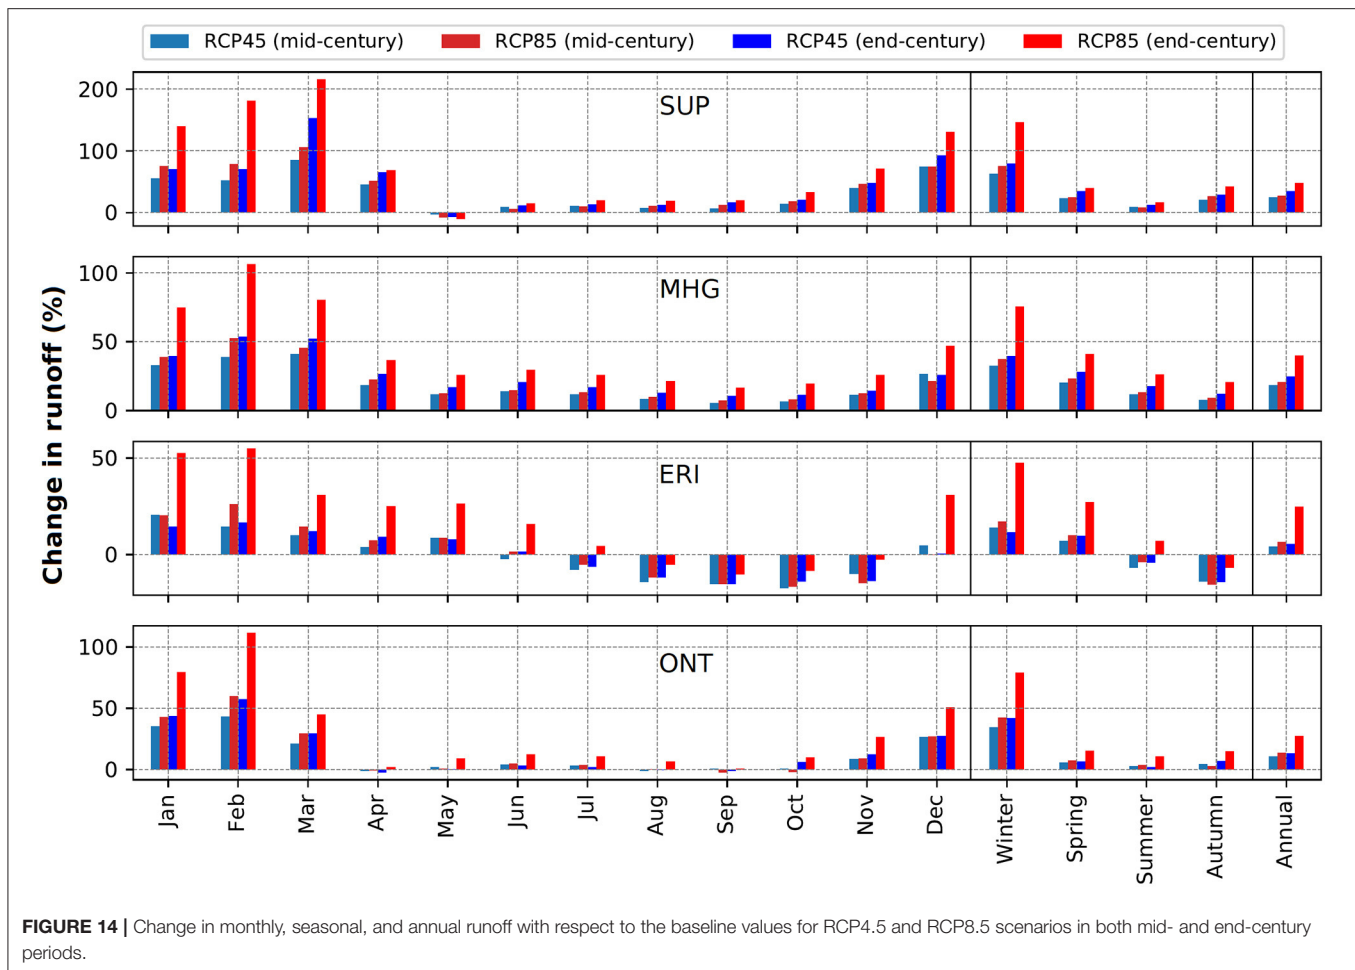 RCP45 (mid-century) RCP85 (mid-century) RCP45 (end-century) RCP85 (end-century)
Change in runoff (%)
SUP
200
100
0
MHG
100
50
0
ERI
50
0
ONT
100
50
0
Jan Feb Mar Apr May Jun Jul Aug Sep Oct Nov Dec Winter Spring Summer Autumn Annual
FIGURE 14 | Change in monthly, seasonal, and annual runoff with respect to the baseline values for RCP4.5 and RCP8.5 scenarios in both mid- and end-century
periods.